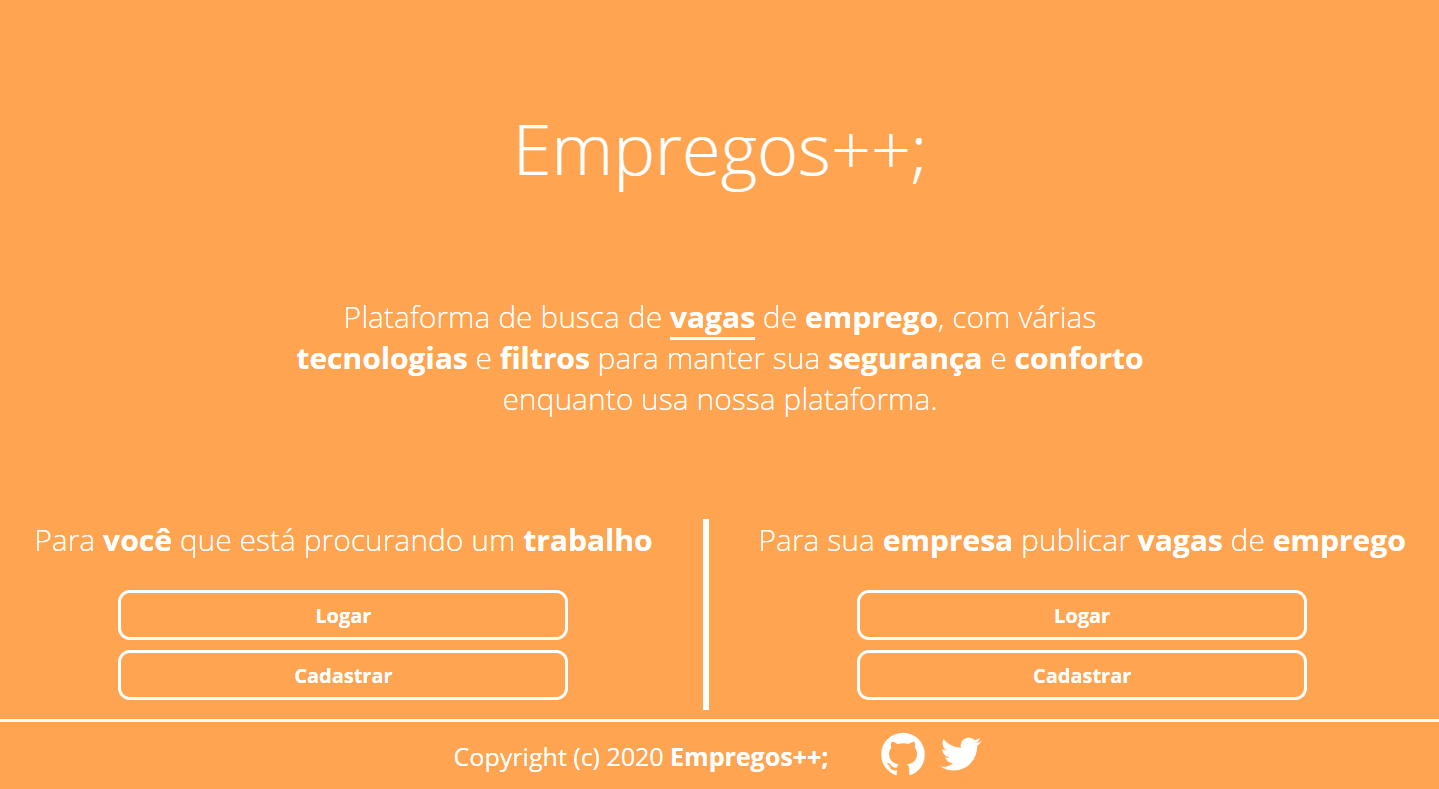 Empregos++;
Plataforma de busca de vagas de emprego, com várias
tecnologias e filtros para manter sua segurança e conforto
enquanto usa nossa plataforma.
Para você que está procurando um trabalho
Logar
Cadastrar
Para sua empresa publicar vagas de emprego
Logar
Cadastrar
Copyright (c) 2020 Empregos++;